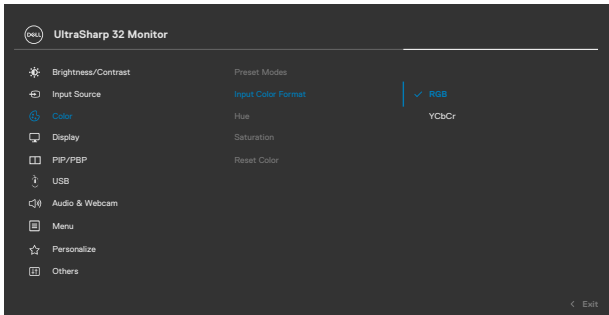 DELL UltraSharp 32 Monitor
Brightness/Contrast Preset Modes
Input Source Input Color Format RGB
Color Hue YCbCr
Display Saturation
PIP/PBP Reset Color
USB
Audio & Webcam
Menu
Personalize
Others
Exit